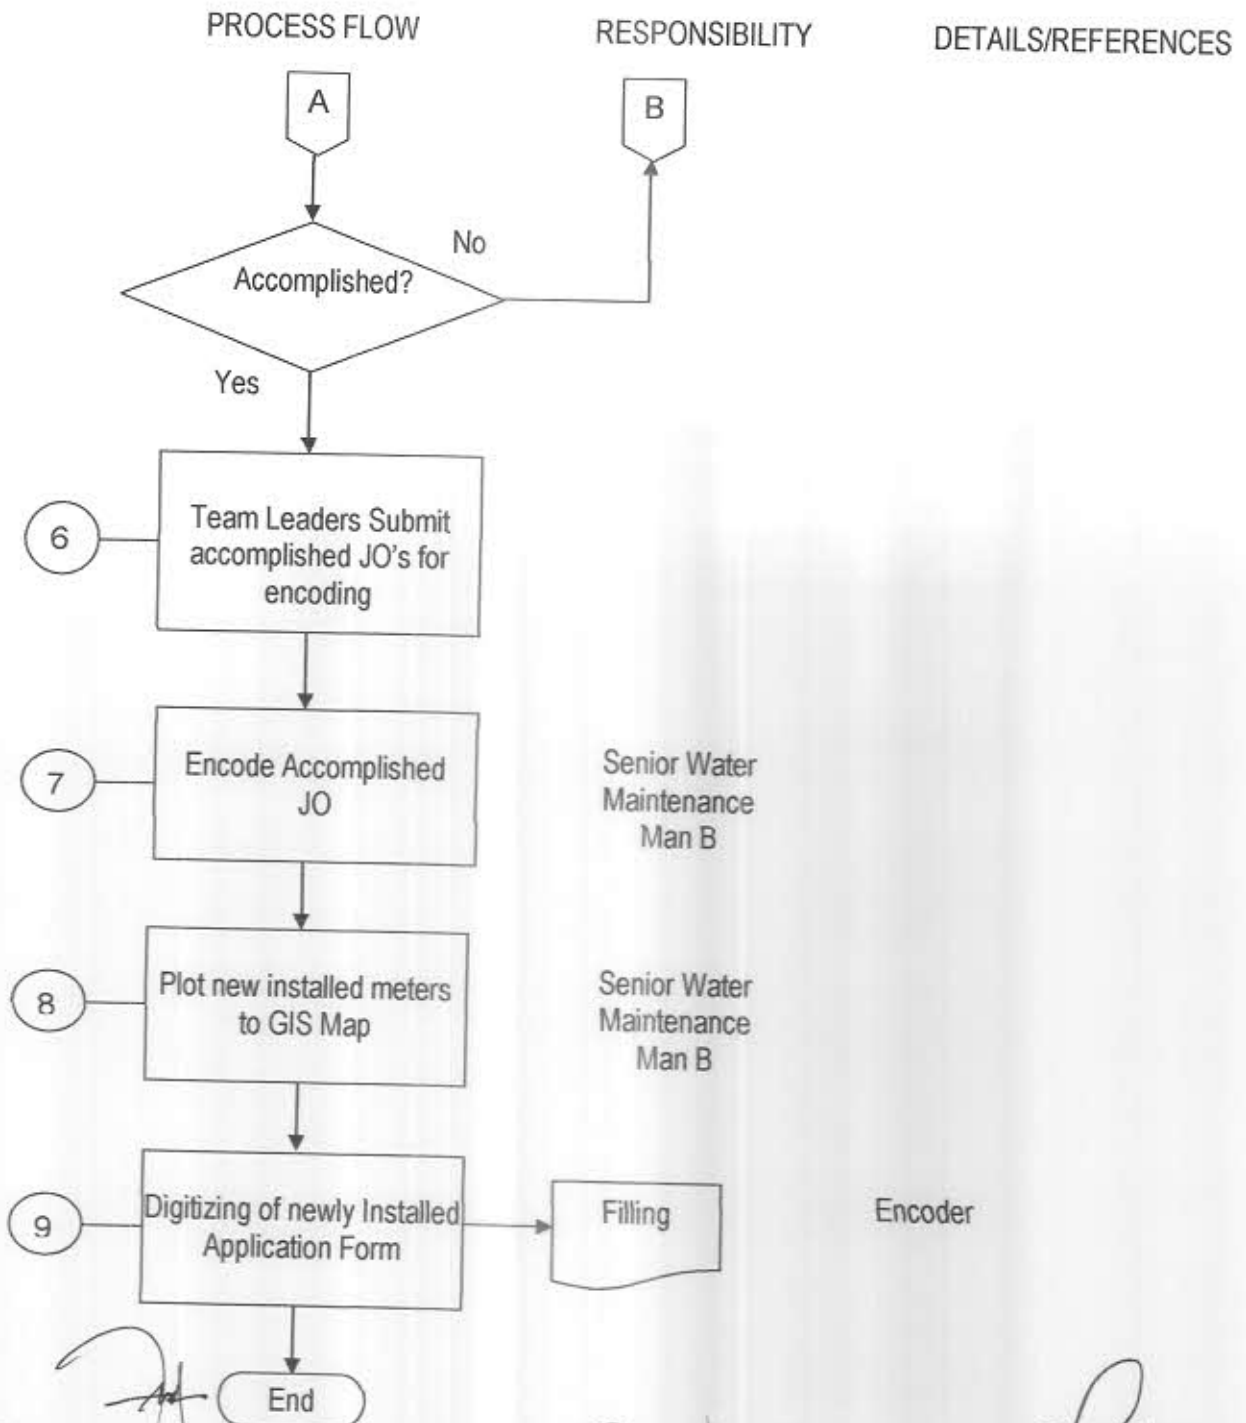 PROCESS FLOW
RESPONSIBILITY
DETAILS/REFERENCES
A
B
No
Accomplished?
Yes
6
Team Leaders Submit
accomplished JO's for
encoding
7
Encode Accomplished
JO
Senior Water
Maintenance
Man B
8
Plot new installed meters
to GIS Map
Senior Water
Maintenance
Man B
9
Digitizing of newly Installed
Application Form
Filling
Encoder
End